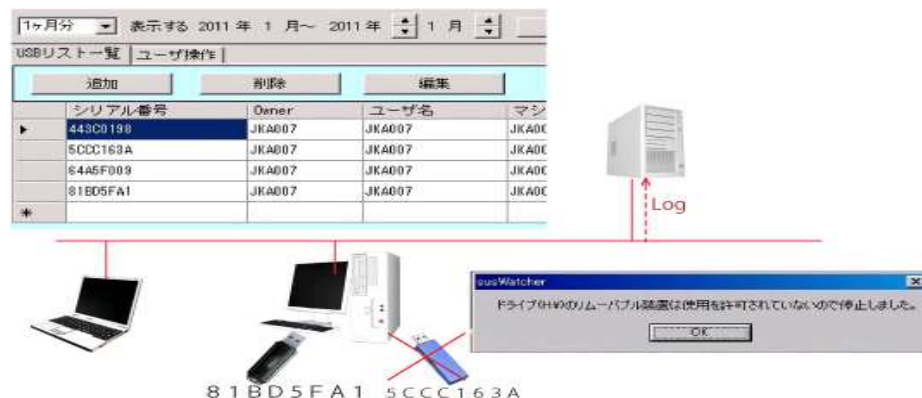 1ヶ月分 表示する 2011 年 1 月～ 2011 年 1 月
USBリスト一覧 ユーザ操作
追加 削除 編集
シリアル番号 Owner ユーザ名 マシ
443C0198 JKA007 JKA007
5CCC163A JKA007 JKA007
64A5F009 JKA007 JKA007
81BD5FA1 JKA007 JKA007
Log
susWatcher
ドライブ(H:¥)のリムーバブル装置は使用を許可されていないので停止しました。
OK
81BD5FA1 5CCC163A